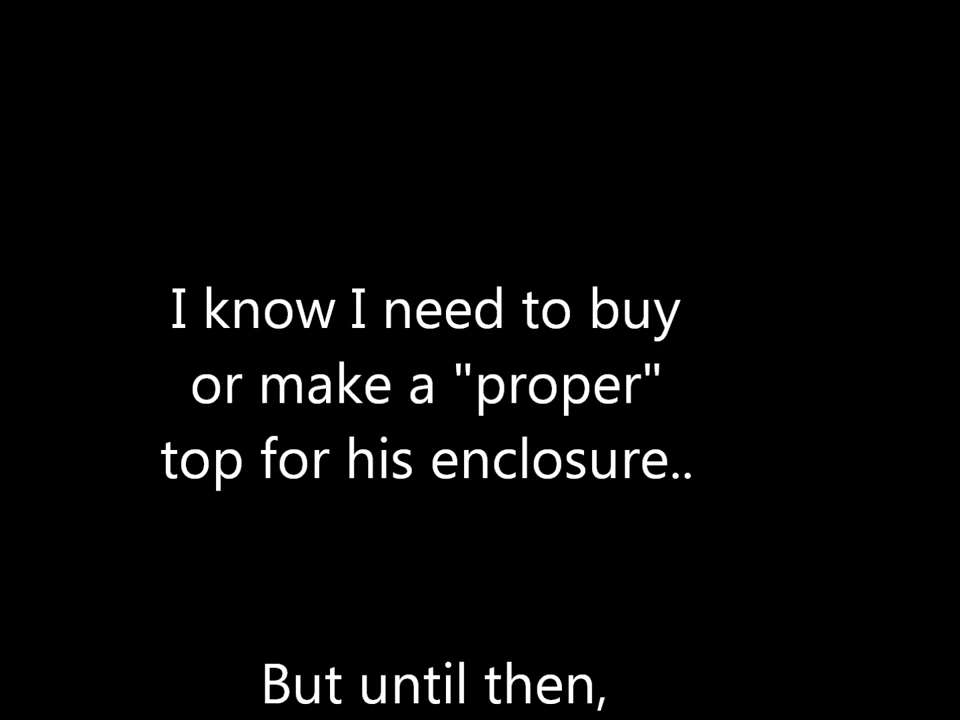 I know I need to buy
or make a "proper"
top for his enclosure..
But until then,